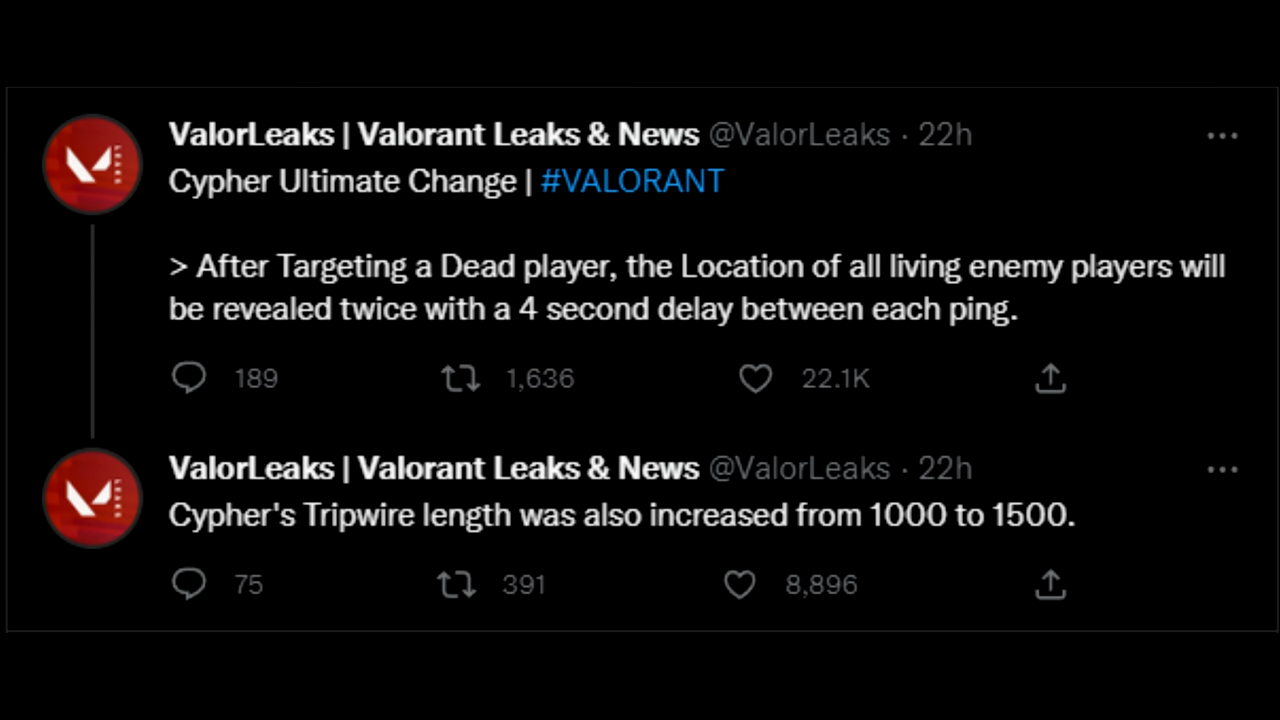 ValorLeaks | Valorant Leaks & News @ValorLeaks · 22h
Cypher Ultimate Change | #VALORANT
> After Targeting a Dead player, the Location of all living enemy players will
be revealed twice with a 4 second delay between each ping.
189 1,636 22.1K
ValorLeaks | Valorant Leaks & News @ValorLeaks · 22h
Cypher's Tripwire length was also increased from 1000 to 1500.
75 391 8,896